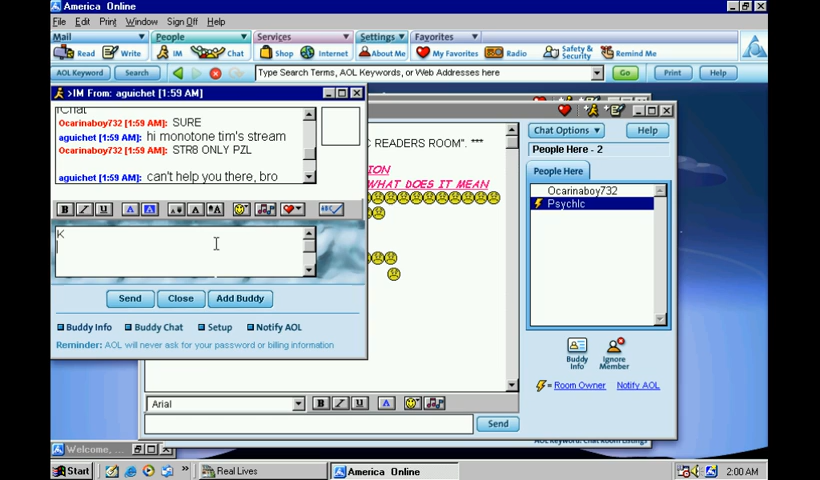 America Online
File Edit Print Window Sign Off Help
Mail People Services Settings Favorites
Read Write IM Chat Shop Internet About Me My Favorites Radio Safety & Security Remind Me
AOL Keyword Search Type Search Terms, AOL Keywords, or Web Addresses here Go Print Help
>IM From: aguichet [1:59 AM]
Ocarinaboy732 [1:59 AM]: SURE
aguichet [1:59 AM]: hi monotone tim's stream
Ocarinaboy732 [1:59 AM]: STR8 ONLY PZL
aguichet [1:59 AM]: can't help you there, bro
B I U A A A A A ABC
K
Send Close Add Buddy
Buddy Info Buddy Chat Setup Notify AOL
Reminder: AOL will never ask for your password or billing information
C READERS ROOM". ***
ION
WHAT DOES IT MEAN
Chat Options Help
People Here - 2
People Here
Ocarinaboy732
PsychIc
Buddy Info
Ignore Member
= Room Owner Notify AOL
Arial B I U A
Send
Welcome, ...
Start Real Lives America Online 2:00 AM